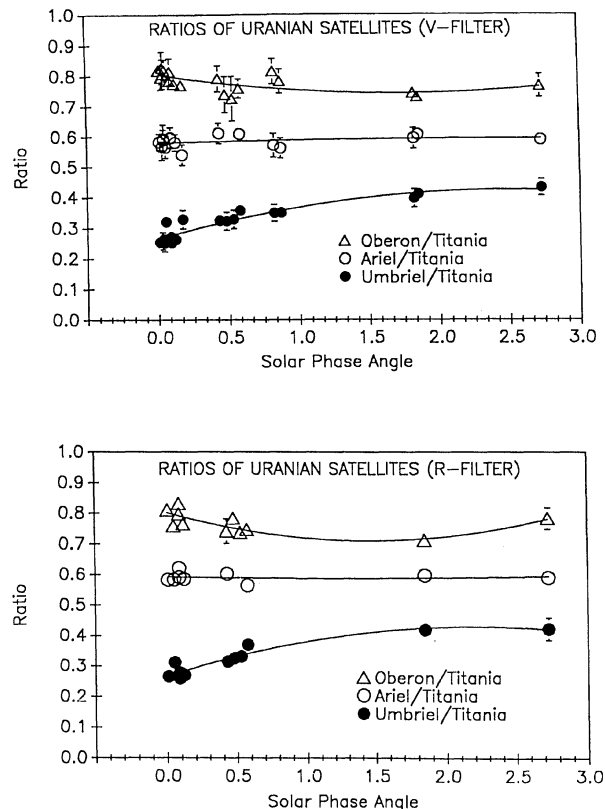 RATIOS OF URANIAN SATELLITES (V-FILTER)
1.0
0.9
0.8
0.7
0.6
0.5
0.4
0.3
0.2
0.1
0.0
Ratio
Oberon/Titania
Ariel/Titania
Umbriel/Titania
0.0 0.5 1.0 1.5 2.0 2.5 3.0
Solar Phase Angle
RATIOS OF URANIAN SATELLITES (R-FILTER)
1.0
0.9
0.8
0.7
0.6
0.5
0.4
0.3
0.2
0.1
0.0
Ratio
Oberon/Titania
Ariel/Titania
Umbriel/Titania
0.0 0.5 1.0 1.5 2.0 2.5 3.0
Solar Phase Angle